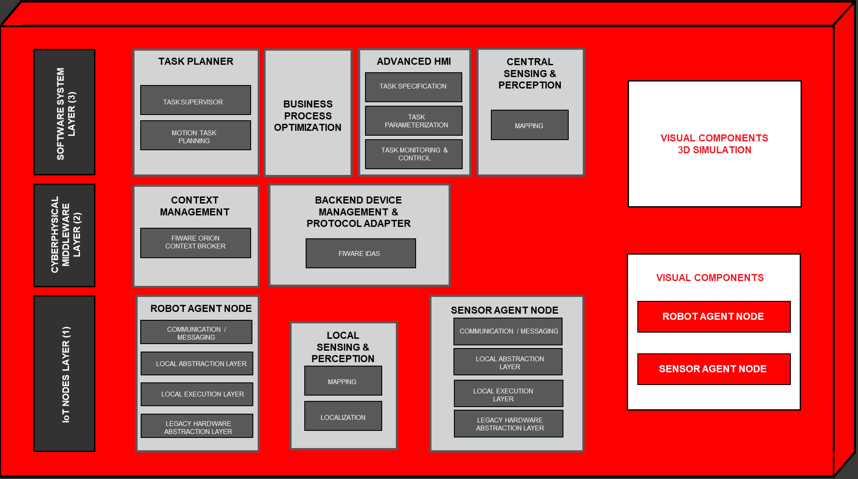 SOFTWARE SYSTEM
LAYER (3)
TASK PLANNER
TASK SUPERVISOR
MOTION TASK
PLANNING
BUSINESS
PROCESS
OPTIMIZATION
ADVANCED HMI
TASK SPECIFICATION
TASK
PARAMETERIZATION
TASK MONITORING &
CONTROL
CENTRAL
SENSING &
PERCEPTION
MAPPING
VISUAL COMPONENTS
3D SIMULATION
CYBERPHYSICAL
MIDDLEWARE
LAYER (2)
CONTEXT
MANAGEMENT
FIWARE ORION
CONTEXT BROKER
BACKEND DEVICE
MANAGEMENT &
PROTOCOL ADAPTER
FIWARE IDAS
IoT NODES LAYER (1)
ROBOT AGENT NODE
COMMUNICATION /
MESSAGING
LOCAL ABSTRACTION LAYER
LOCAL EXECUTION LAYER
LEGACY HARDWARE
ABSTRACTION LAYER
LOCAL
SENSING &
PERCEPTION
MAPPING
LOCALIZATION
SENSOR AGENT NODE
COMMUNICATION / MESSAGING
LOCAL ABSTRACTION
LAYER
LOCAL EXECUTION
LAYER
LEGACY HARDWARE
ABSTRACTION LAYER
VISUAL COMPONENTS
ROBOT AGENT NODE
SENSOR AGENT NODE